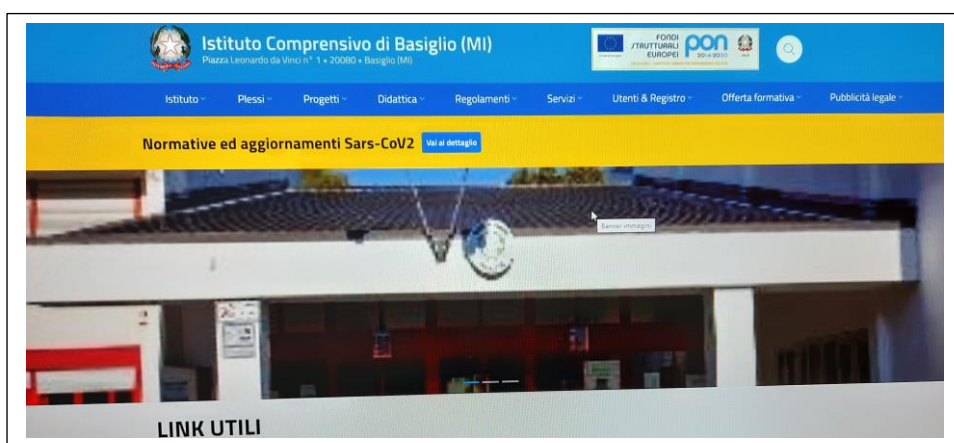 Istituto Comprensivo di Basiglio (MI)
Piazza Leonardo da Vinci n° 1 • 20080 • Basiglio (MI)
FONDI
STRUTTURALI
EUROPEI
pon
2014-2020
Istituto
Plessi
Progetti
Didattica
Regolamenti
Servizi
Utenti & Registro
Offerta formativa
Pubblicità legale
Normative ed aggiornamenti Sars-CoV2
Vai al dettaglio
Banner immagini
LINK UTILI